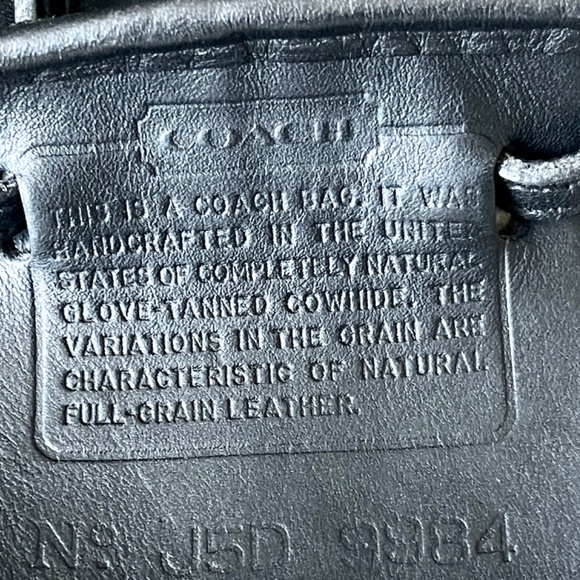 COACH
THIS IS A COACH BAG. IT WAS
HANDCRAFTED IN THE UNITED
STATES OF COMPLETELY NATURAL
GLOVE-TANNED COWHIDE. THE
VARIATIONS IN THE GRAIN ARE
CHARACTERISTIC OF NATURAL
FULL-GRAIN LEATHER.
No J5D 9984